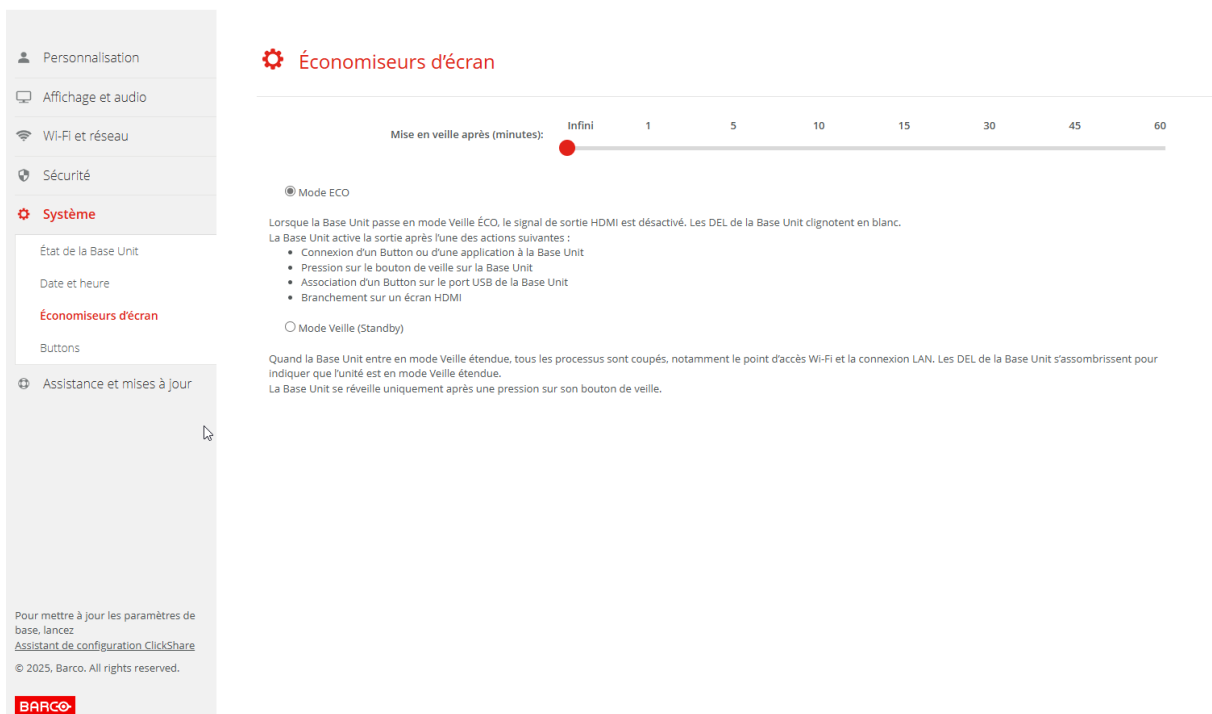 Personnalisation
Affichage et audio
Wi-Fi et réseau
Sécurité
Système
État de la Base Unit
Date et heure
Économiseurs d'écran
Buttons
Assistance et mises à jour
Pour mettre à jour les paramètres de
base, lancez
Assistant de configuration ClickShare
© 2025, Barco. All rights reserved.
BARCO
Économiseurs d'écran
Mise en veille après (minutes):
Infini 1 5 10 15 30 45 60
Mode ECO
Lorsque la Base Unit passe en mode Veille ÉCO, le signal de sortie HDMI est désactivé. Les DEL de la Base Unit clignotent en blanc.
La Base Unit active la sortie après l'une des actions suivantes :
• Connexion d'un Button ou d'une application à la Base Unit
• Pression sur le bouton de veille sur la Base Unit
• Association d'un Button sur le port USB de la Base Unit
• Branchement sur un écran HDMI
Mode Veille (Standby)
Quand la Base Unit entre en mode Veille étendue, tous les processus sont coupés, notamment le point d'accès Wi-Fi et la connexion LAN. Les DEL de la Base Unit s'assombrissent pour
indiquer que l'unité est en mode Veille étendue.
La Base Unit se réveille uniquement après une pression sur son bouton de veille.